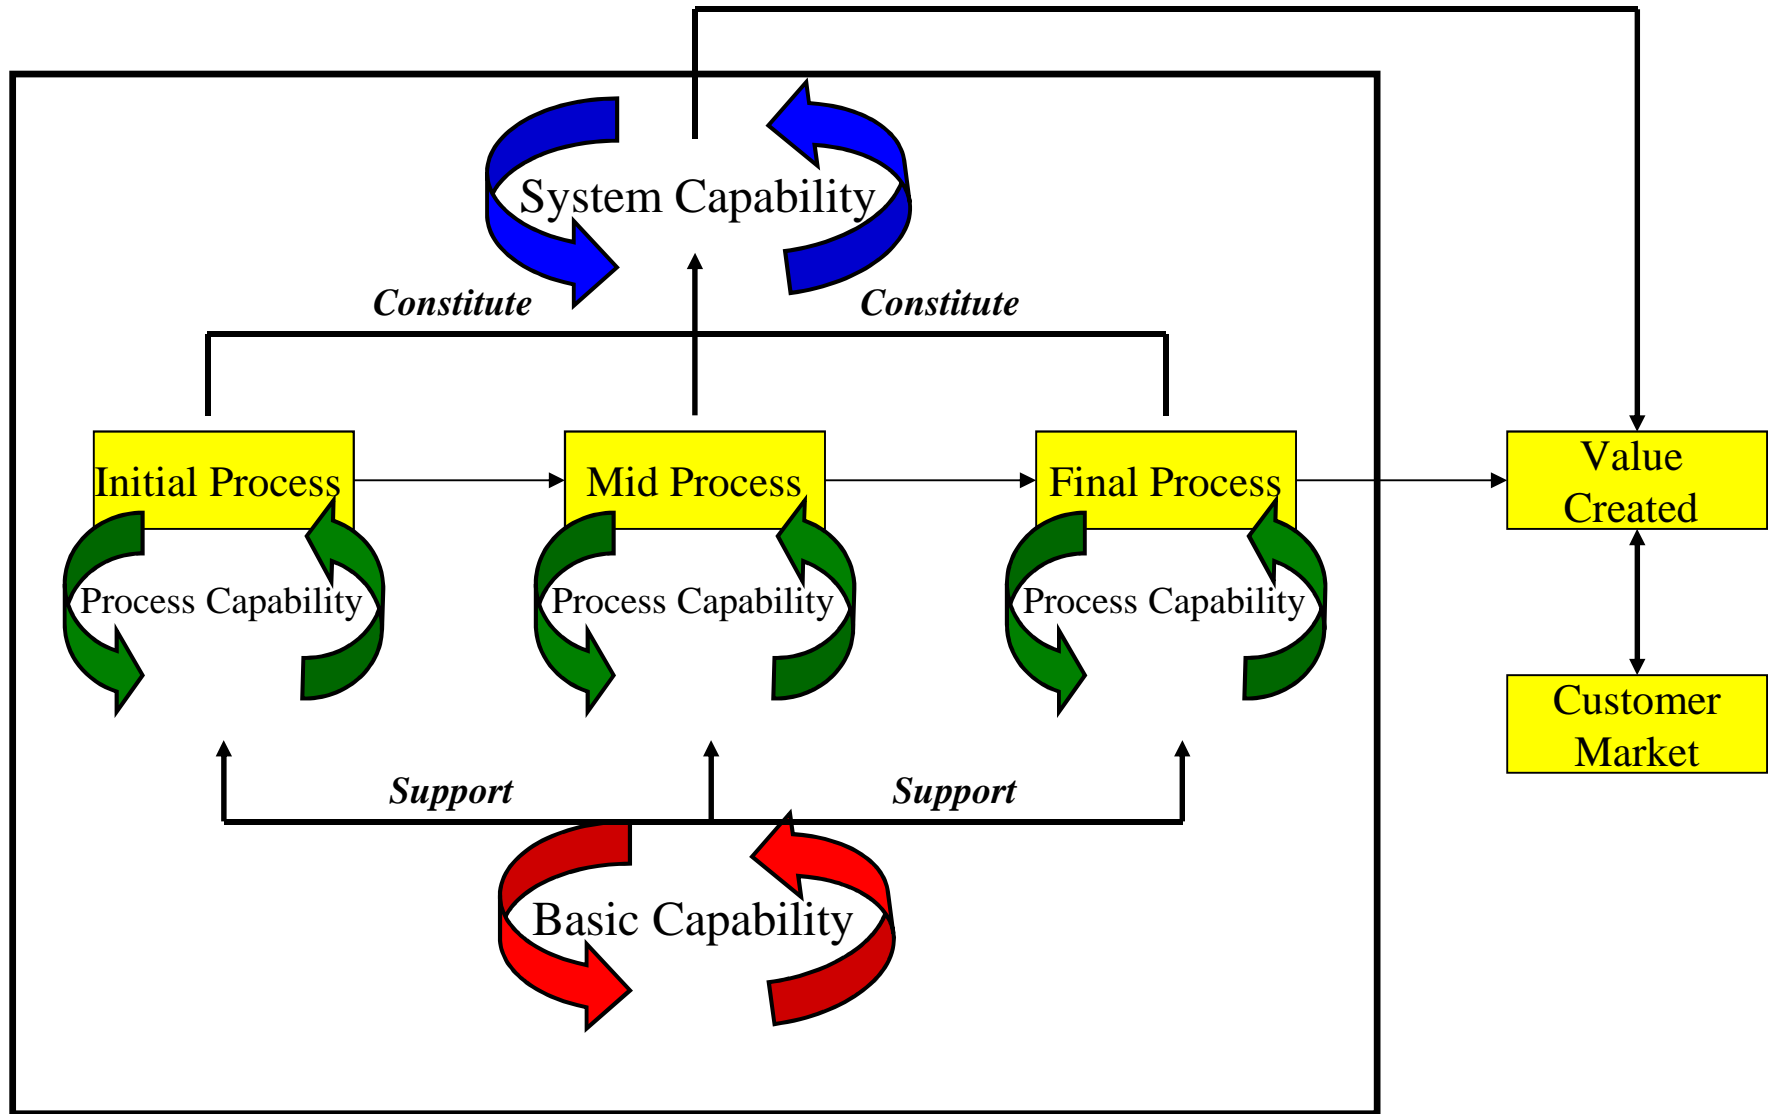 System Capability
Constitute
Constitute
Initial Process
Mid Process
Final Process
Value
Created
Process Capability
Process Capability
Process Capability
Customer
Market
Support
Support
Basic Capability